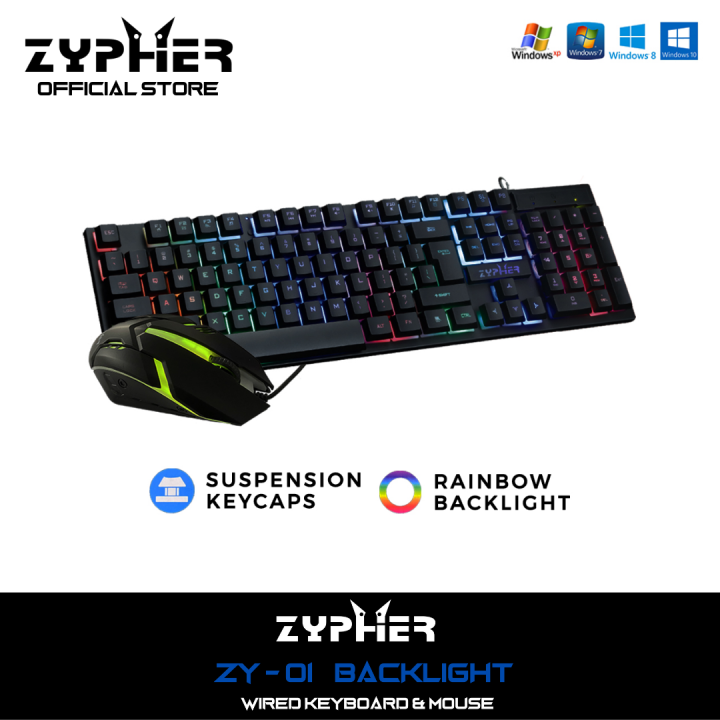 ZYPHER
OFFICIAL STORE
Windows xp
Windows 7
Windows 8
Windows 10
ZYPHER
SUSPENSION
KEYCAPS
RAINBOW
BACKLIGHT
ZYPHER
ZY-01 BACKLIGHT
WIRED KEYBOARD & MOUSE